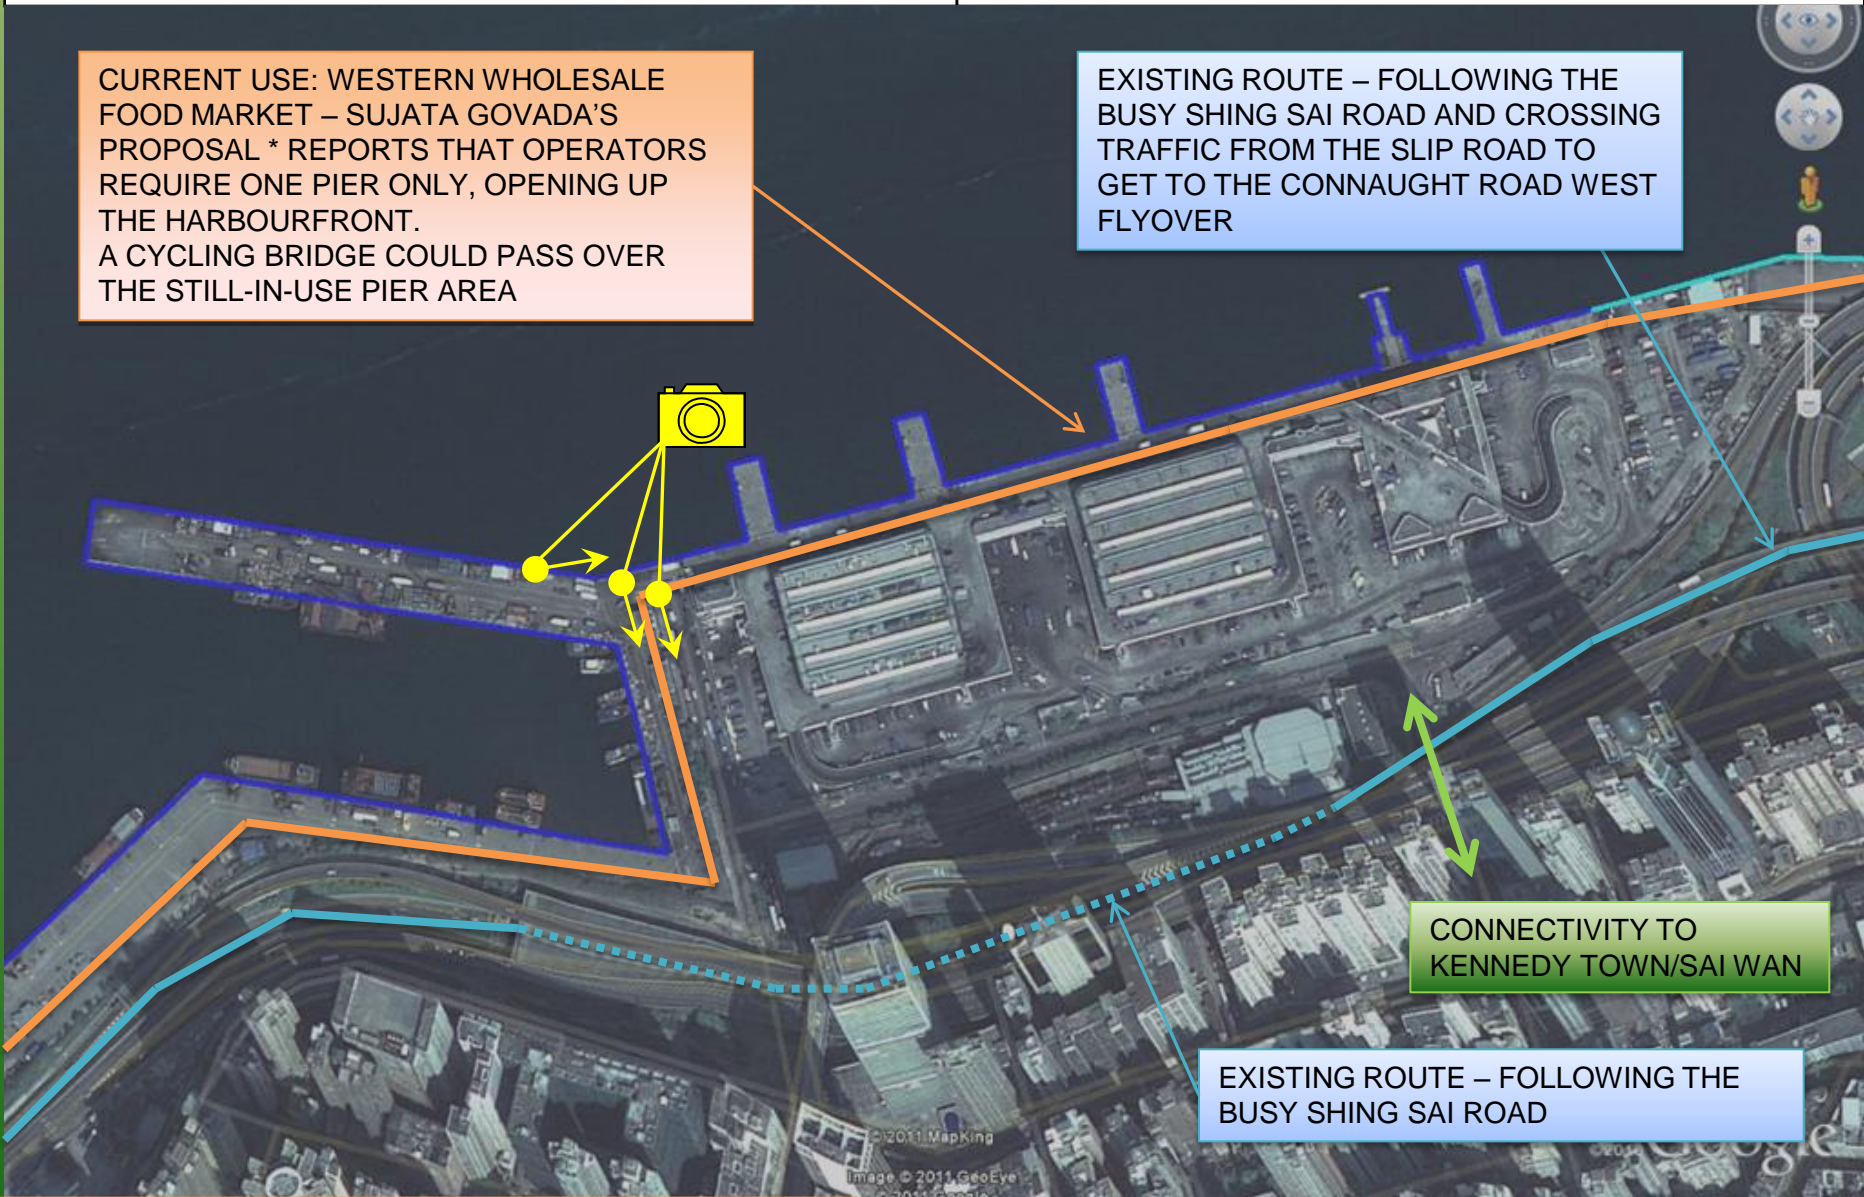 CURRENT USE: WESTERN WHOLESALE
FOOD MARKET – SUJATA GOVADA’S
PROPOSAL * REPORTS THAT OPERATORS
REQUIRE ONE PIER ONLY, OPENING UP
THE HARBOURFRONT.
A CYCLING BRIDGE COULD PASS OVER
THE STILL-IN-USE PIER AREA
EXISTING ROUTE – FOLLOWING THE
BUSY SHING SAI ROAD AND CROSSING
TRAFFIC FROM THE SLIP ROAD TO
GET TO THE CONNAUGHT ROAD WEST
FLYOVER
CONNECTIVITY TO
KENNEDY TOWN/SAI WAN
EXISTING ROUTE – FOLLOWING THE
BUSY SHING SAI ROAD
© 2011 MapKing
Image © 2011 GeoEye
© 2011 Google
Google